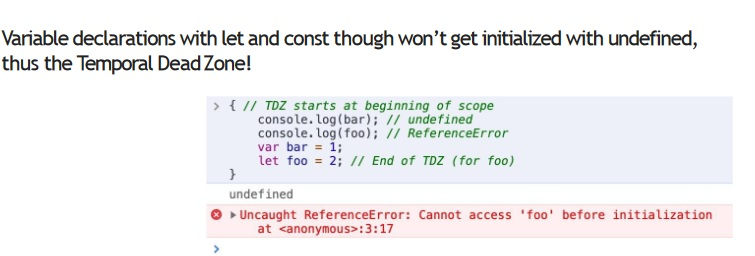 Variable declarations with let and const though won't get initialized with undefined,
thus the Temporal Dead Zone!
> { // TDZ starts at beginning of scope
console.log(bar); // undefined
console.log(foo); // ReferenceError
var bar = 1;
let foo = 2; // End of TDZ (for foo)
}
undefined
Uncaught ReferenceError: Cannot access 'foo' before initialization
at <anonymous>:3:17
>